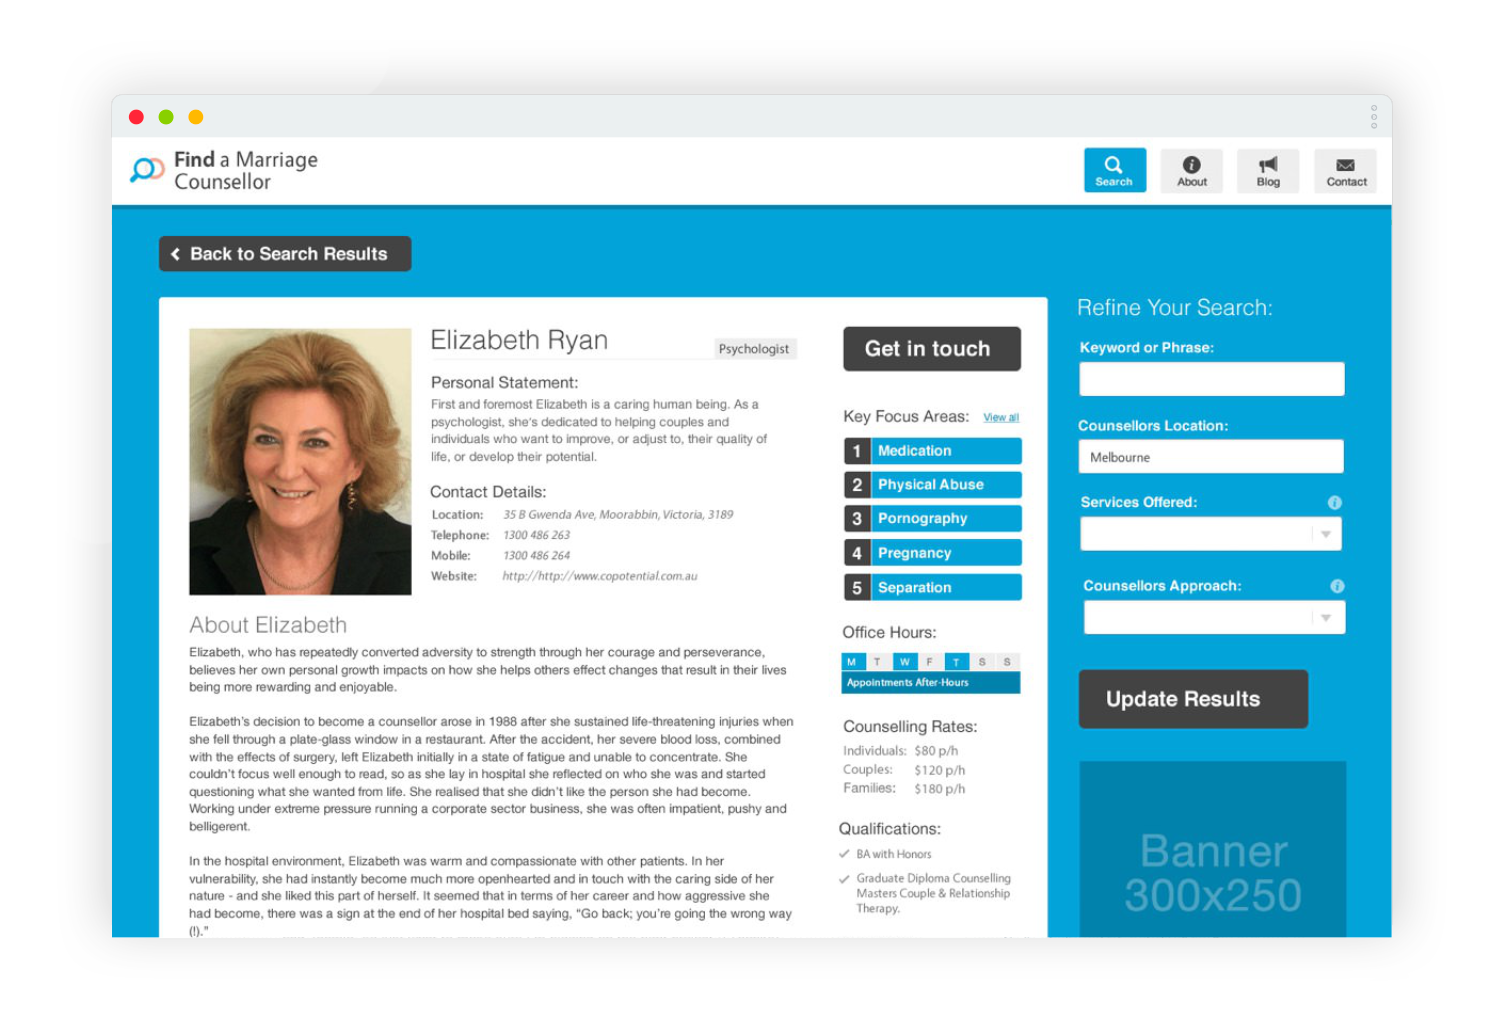 Find a Marriage
Counsellor
Search
About
Blog
Contact
Back to Search Results
Elizabeth Ryan
Psychologist
Personal Statement:
First and foremost Elizabeth is a caring human being. As a
psychologist, she's dedicated to helping couples and
individuals who want to improve, or adjust to, their quality of
life, or develop their potential.
Contact Details:
Location: 35 B Gwenda Ave, Moorabbin, Victoria, 3189
Telephone: 1300 486 263
Mobile: 1300 486 264
Website: http://http://www.copotential.com.au
About Elizabeth
Elizabeth, who has repeatedly converted adversity to strength through her courage and perseverance,
believes her own personal growth impacts on how she helps others effect changes that result in their lives
being more rewarding and enjoyable.
Elizabeth's decision to become a counsellor arose in 1988 after she sustained life-threatening injuries when
she fell through a plate-glass window in a restaurant. After the accident, her severe blood loss, combined
with the effects of surgery, left Elizabeth initially in a state of fatigue and unable to concentrate. She
couldn't focus well enough to read, so as she lay in hospital she reflected on who she was and started
questioning what she wanted from life. She realised that she didn't like the person she had become.
Working under extreme pressure running a corporate sector business, she was often impatient, pushy and
belligerent.
In the hospital environment, Elizabeth was warm and compassionate with other patients. In her
vulnerability, she had instantly become much more openhearted and in touch with the caring side of her
nature - and she liked this part of herself. It seemed that in terms of her career and how aggressive she
had become, there was a sign at the end of her hospital bed saying, "Go back; you're going the wrong way
(!)."
Get in touch
Key Focus Areas: View all
1 Medication
2 Physical Abuse
3 Pornography
4 Pregnancy
5 Separation
Office Hours:
M T W F T S S
Appointments After-Hours
Counselling Rates:
Individuals: $80 p/h
Couples: $120 p/h
Families: $180 p/h
Qualifications:
BA with Honors
Graduate Diploma Counselling
Masters Couple & Relationship
Therapy.
Refine Your Search:
Keyword or Phrase:
Counsellors Location:
Melbourne
Services Offered:
Counsellors Approach:
Update Results
Banner
300x250